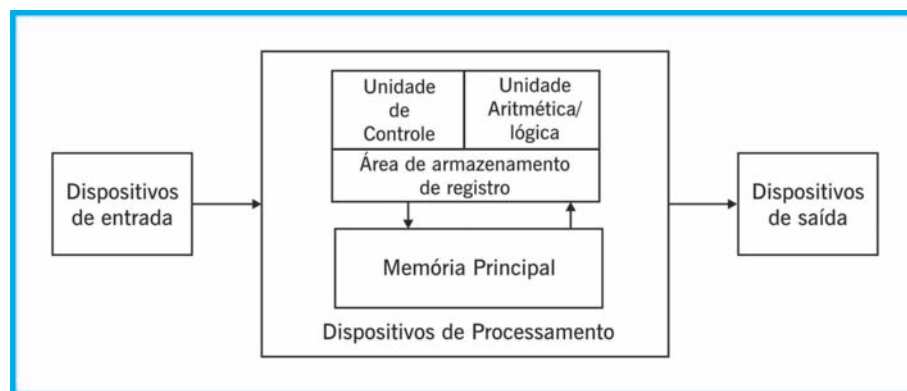 Unidade
de
Controle
Unidade
Aritmética/
lógica
Área de armazenamento
de registro
Dispositivos
de entrada
Dispositivos
de saída
Memória Principal
Dispositivos de Processamento